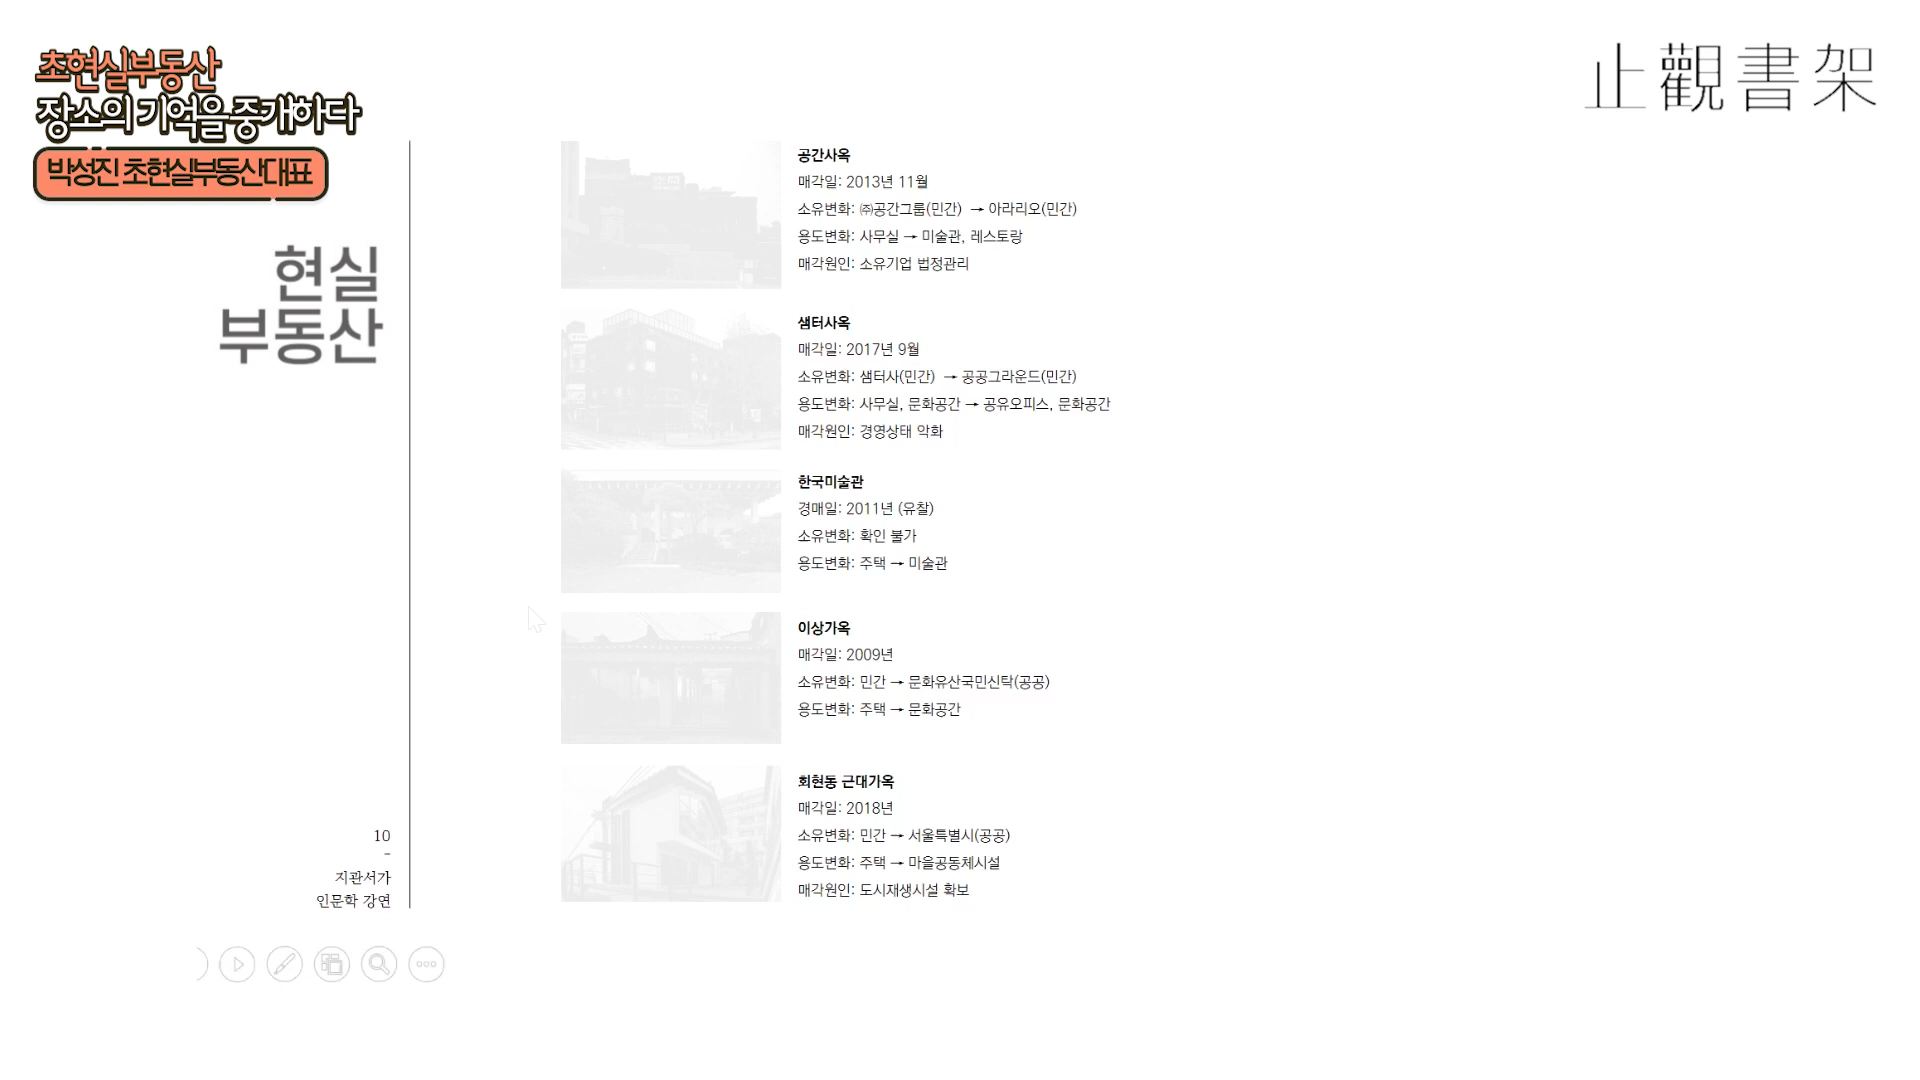 초현실부동산
장소의 기억을 중개하다
박성진 초현실부동산대표
止觀書架
현실
부동산
공간사옥
매각일: 2013년 11월
소유변화: ㈜공간그룹(민간) → 아라리오(민간)
용도변화: 사무실 → 미술관, 레스토랑
매각원인: 소유기업 법정관리
샘터사옥
매각일: 2017년 9월
소유변화: 샘터사(민간) → 공공그라운드(민간)
용도변화: 사무실, 문화공간 → 공유오피스, 문화공간
매각원인: 경영상태 악화
한국미술관
경매일: 2011년 (유찰)
소유변화: 확인 불가
용도변화: 주택 → 미술관
이상가옥
매각일: 2009년
소유변화: 민간 → 문화유산국민신탁(공공)
용도변화: 주택 → 문화공간
회현동 근대가옥
매각일: 2018년
소유변화: 민간 → 서울특별시(공공)
용도변화: 주택 → 마을공동체시설
매각원인: 도시재생시설 확보
10
-
지관서가
인문학 강연